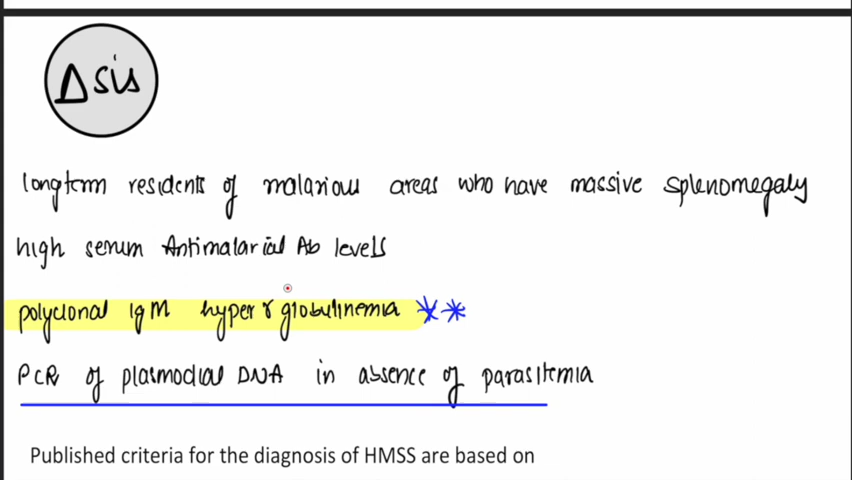 Δsis
longterm residents of malarious areas who have massive splenomegaly
high serum Antimalarial Ab levels
polyclonal IgM hyper γ globulinemia **
PCR of plasmodial DNA in absence of parasitemia
Published criteria for the diagnosis of HMSS are based on